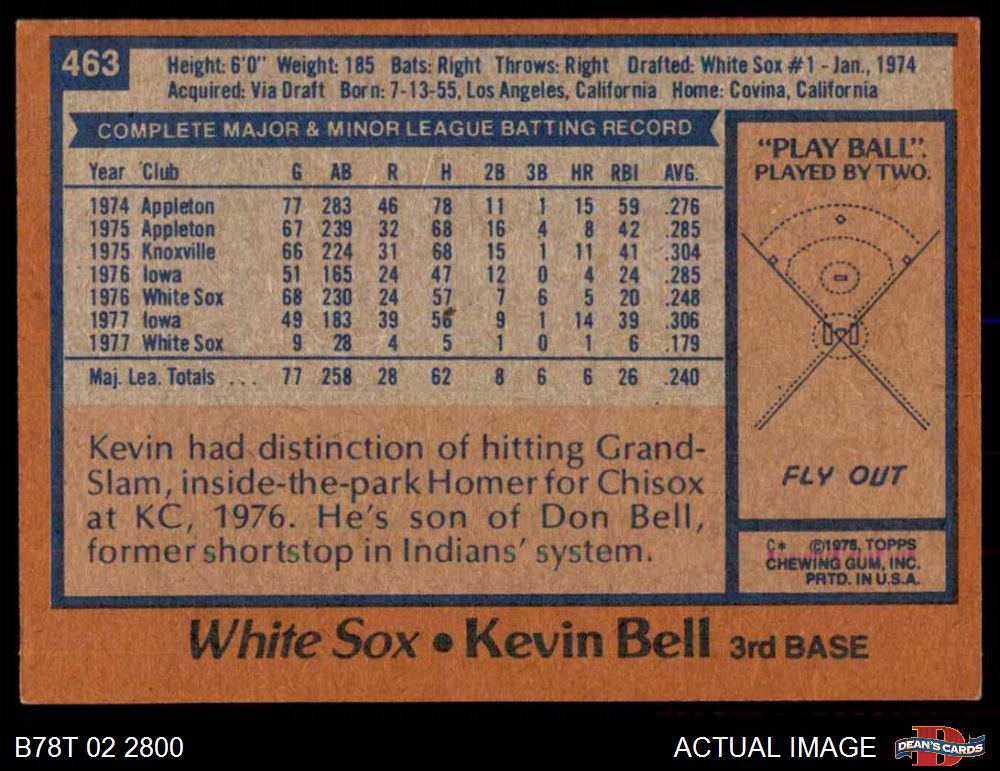 463
Height: 6'0" Weight: 185 Bats: Right Throws: Right Drafted: White Sox #1 - Jan., 1974
Acquired: Via Draft Born: 7-13-55, Los Angeles, California Home: Covina, California
COMPLETE MAJOR & MINOR LEAGUE BATTING RECORD
Year Club G AB R H 2B 3B HR RBI AVG.
1974 Appleton 77 283 46 78 11 1 15 59 .276
1975 Appleton 67 239 32 68 16 4 8 42 .285
1975 Knoxville 66 224 31 68 15 1 11 41 .304
1976 Iowa 51 165 24 47 12 0 4 24 .285
1976 White Sox 68 230 24 57 7 6 5 20 .248
1977 Iowa 49 183 39 56 9 1 14 39 .306
1977 White Sox 9 28 4 5 1 0 1 6 .179
Maj. Lea. Totals ... 77 258 28 62 8 6 6 26 .240
Kevin had distinction of hitting Grand-
Slam, inside-the-park Homer for Chisox
at KC, 1976. He's son of Don Bell,
former shortstop in Indians' system.
"PLAY BALL".
PLAYED BY TWO.
FLY OUT
C* ©1978, TOPPS
CHEWING GUM, INC.
PRTD. IN U.S.A.
White Sox • Kevin Bell 3rd BASE
B78T 02 2800
ACTUAL IMAGE
DEAN'S CARDS